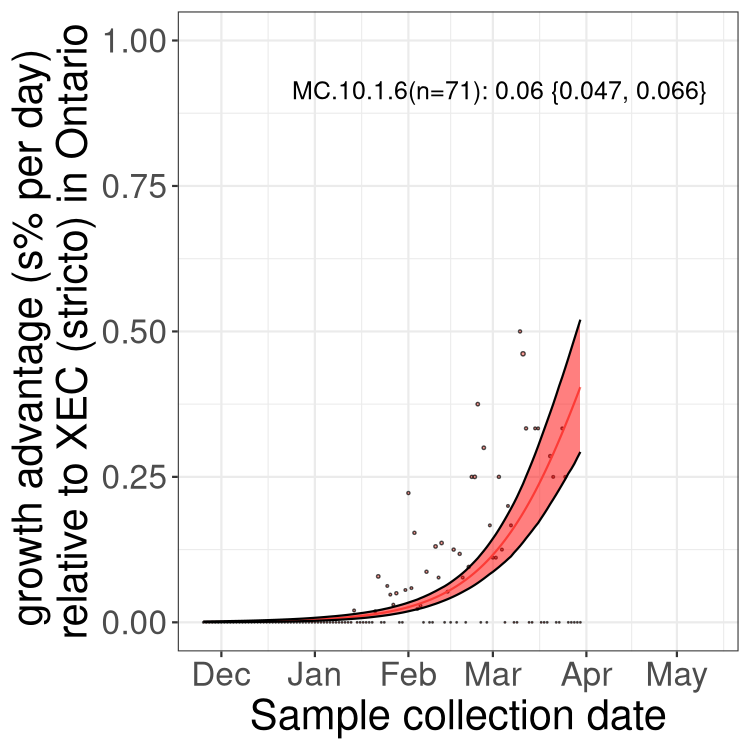 growth advantage (s% per day)
relative to XEC (stricto) in Ontario
1.00
0.75
0.50
0.25
0.00
MC.10.1.6(n=71): 0.06 {0.047, 0.066}
Dec Jan Feb Mar Apr May
Sample collection date